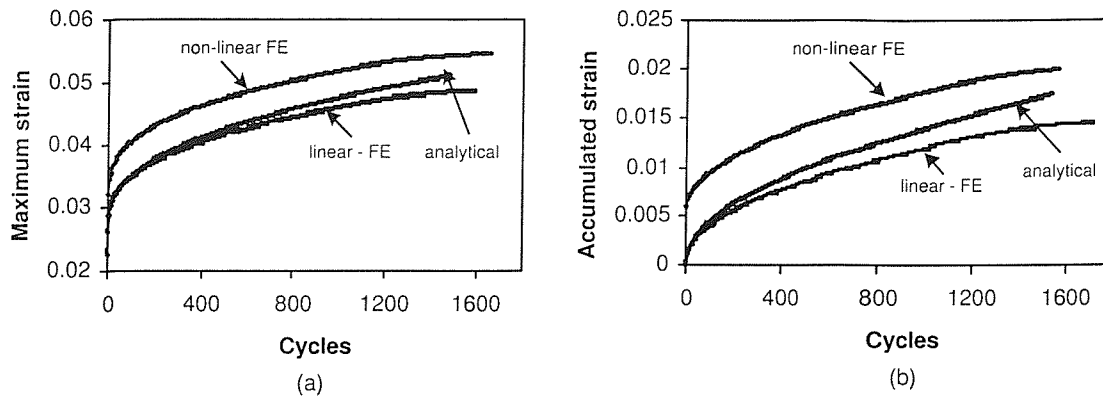 0.06
0.05
0.04
0.03
0.02
Maximum strain
non-linear FE
linear - FE
analytical
0 400 800 1200 1600
Cycles
(a)
0.025
0.02
0.015
0.01
0.005
0
Accumulated strain
non-linear FE
linear - FE
analytical
0 400 800 1200 1600
Cycles
(b)